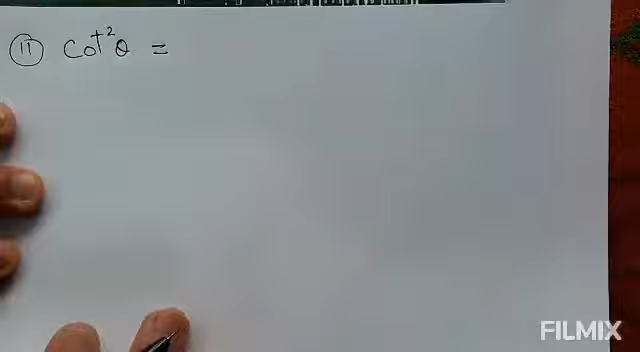 (11) Cot²θ =
FILMIX